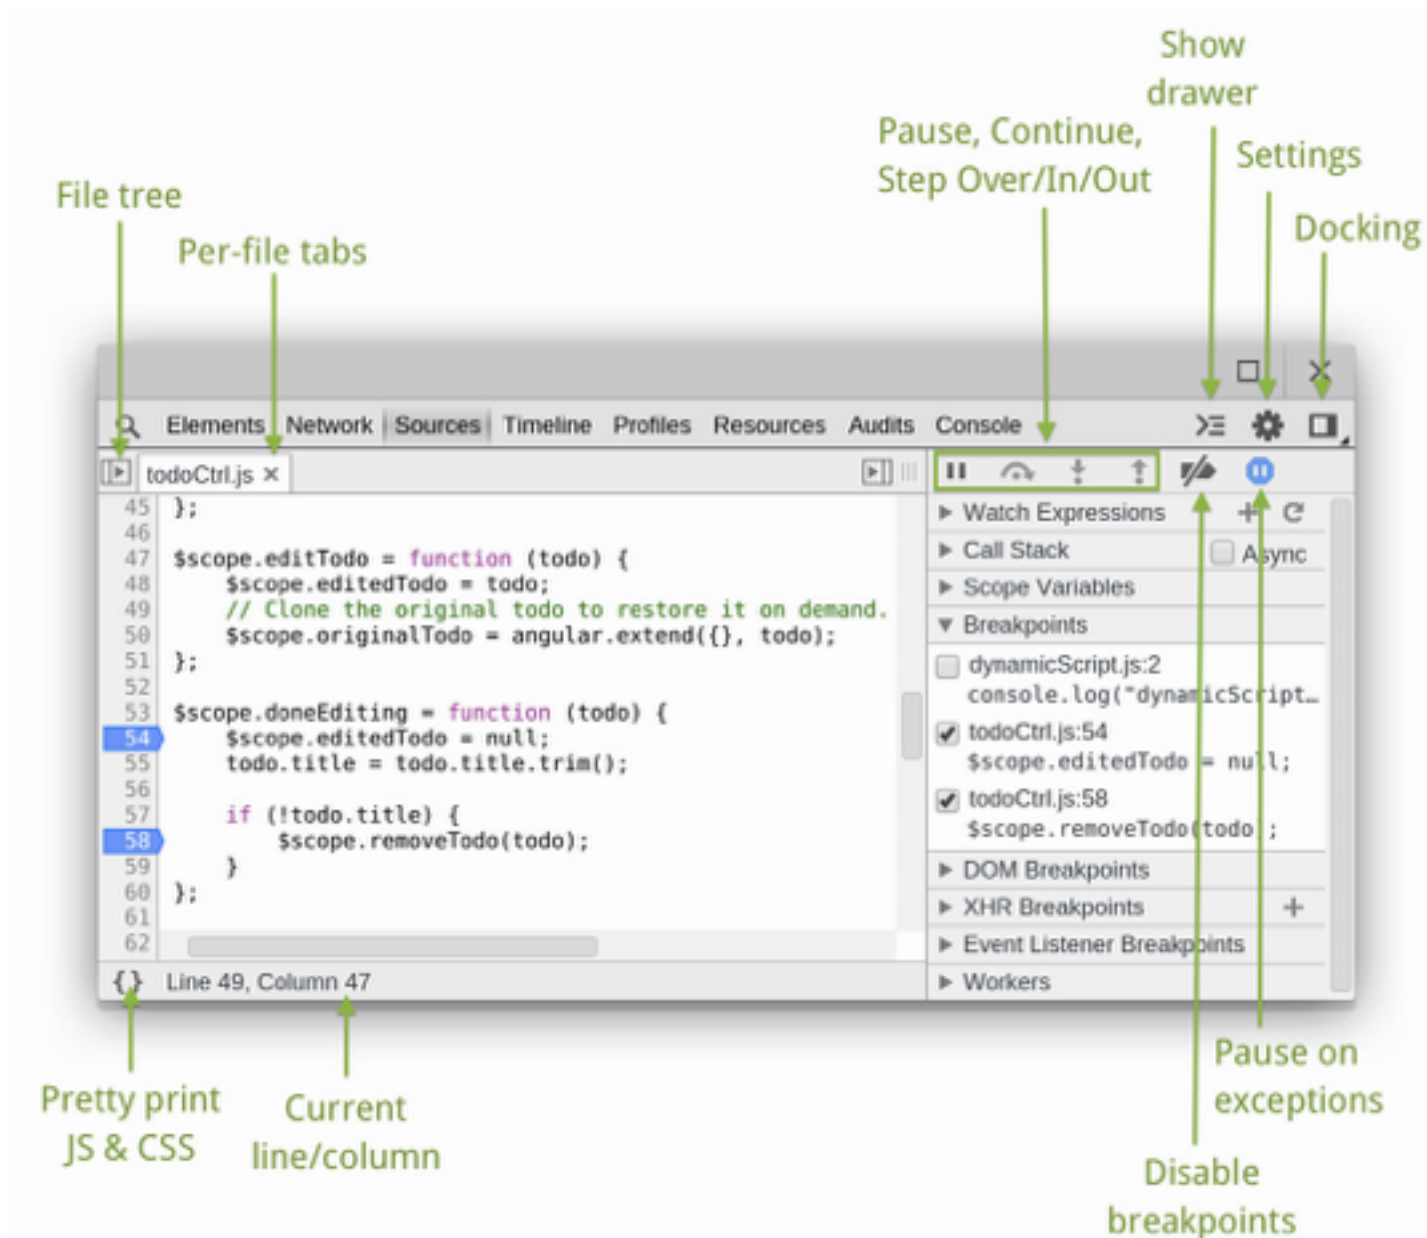 Show
drawer
Pause, Continue,
Step Over/In/Out
Settings
File tree
Docking
Per-file tabs
Elements Network Sources Timeline Profiles Resources Audits Console
todoCtrl.js ×
45 };
46
47 $scope.editTodo = function (todo) {
48 $scope.editedTodo = todo;
49 // Clone the original todo to restore it on demand.
50 $scope.originalTodo = angular.extend({}, todo);
51 };
52
53 $scope.doneEditing = function (todo) {
54 $scope.editedTodo = null;
55 todo.title = todo.title.trim();
56
57 if (!todo.title) {
58 $scope.removeTodo(todo);
59 }
60 };
61
62
{} Line 49, Column 47
Watch Expressions
Call Stack Async
Scope Variables
Breakpoints
dynamicScript.js:2
console.log("dynamicScript…
todoCtrl.js:54
$scope.editedTodo = null;
todoCtrl.js:58
$scope.removeTodo(todo);
DOM Breakpoints
XHR Breakpoints
Event Listener Breakpoints
Workers
Pretty print
JS & CSS
Current
line/column
Pause on
exceptions
Disable
breakpoints